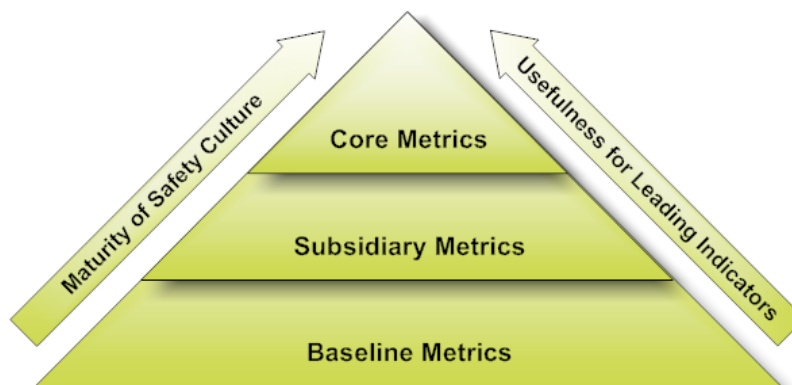 Maturity of Safety Culture
Usefulness for Leading Indicators
Core Metrics
Subsidiary Metrics
Baseline Metrics